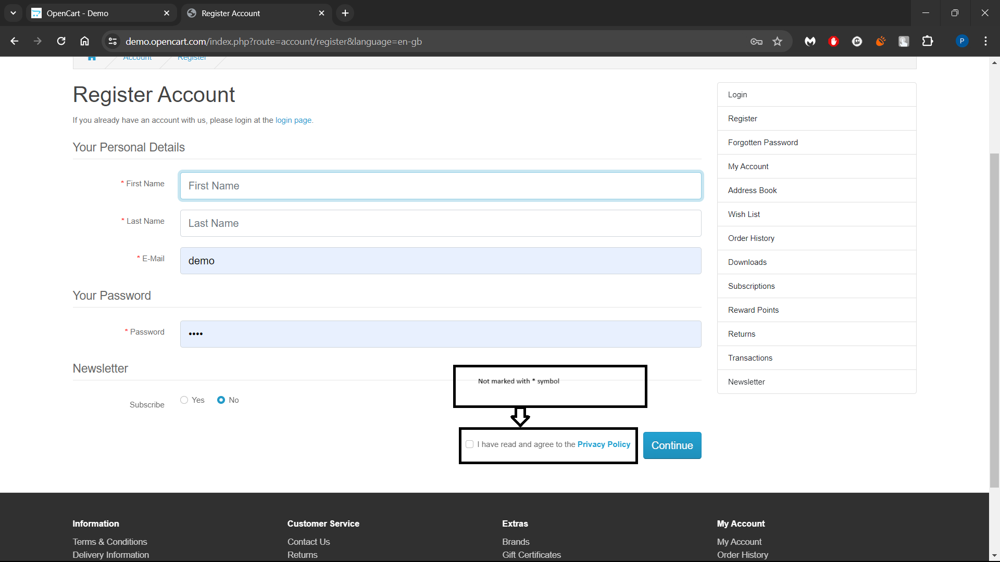 OpenCart - Demo
Register Account
demo.opencart.com/index.php?route=account/register&language=en-gb
P
Account
Register
Register Account
If you already have an account with us, please login at the login page.
Your Personal Details
* First Name
First Name
* Last Name
Last Name
* E-Mail
demo
Your Password
* Password
••••
Newsletter
Subscribe
Yes
No
Not marked with * symbol
I have read and agree to the Privacy Policy
Continue
Login
Register
Forgotten Password
My Account
Address Book
Wish List
Order History
Downloads
Subscriptions
Reward Points
Returns
Transactions
Newsletter
Information
Terms & Conditions
Delivery Information
Customer Service
Contact Us
Returns
Extras
Brands
Gift Certificates
My Account
My Account
Order History